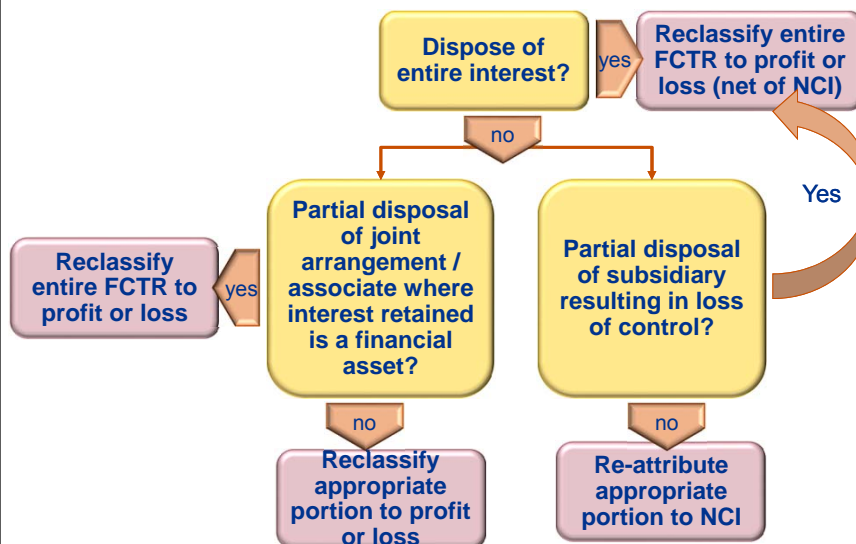 Dispose of
entire interest?
yes
Reclassify entire
FCTR to profit or
loss (net of NCI)
no
Yes
Partial disposal
of joint
arrangement /
associate where
interest retained
is a financial
asset?
yes
Reclassify
entire FCTR to
profit or loss
Partial disposal
of subsidiary
resulting in loss
of control?
no
no
Reclassify
appropriate
portion to profit
or loss
Re-attribute
appropriate
portion to NCI